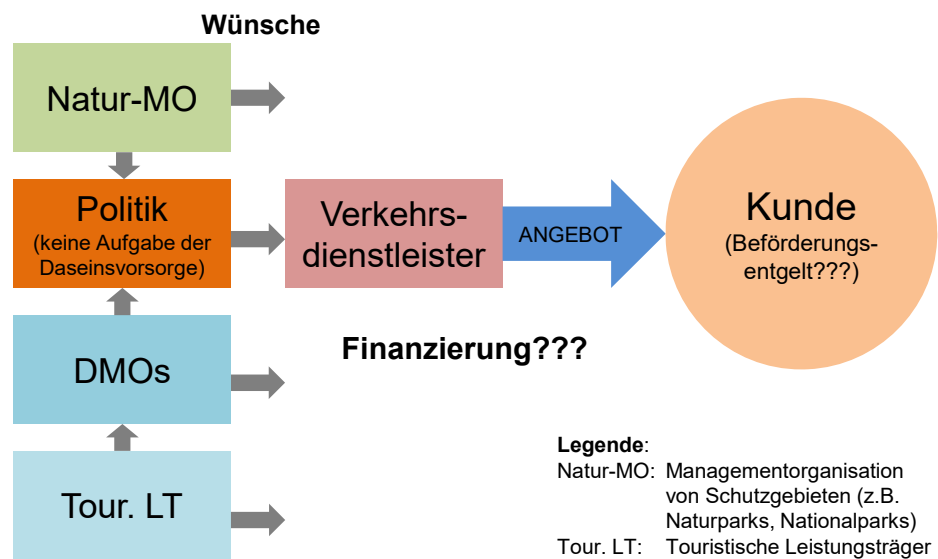 Wünsche
Natur-MO
Politik
(keine Aufgabe der
Daseinsvorsorge)
DMOs
Tour. LT
Verkehrs-
dienstleister
ANGEBOT
Kunde
(Beförderungs-
entgelt???)
Finanzierung???
Legende:
Natur-MO: Managementorganisation
von Schutzgebieten (z.B.
Naturparks, Nationalparks)
Tour. LT: Touristische Leistungsträger